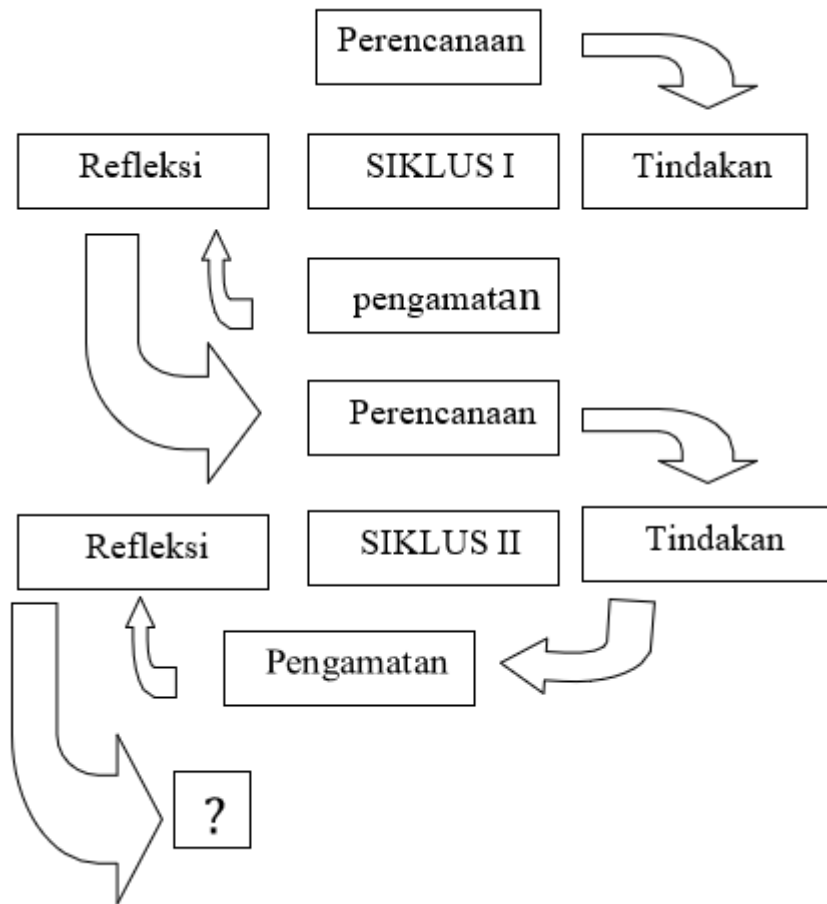 Perencanaan
Refleksi
SIKLUS I
Tindakan
pengamatan
Perencanaan
Refleksi
SIKLUS II
Tindakan
Pengamatan
?